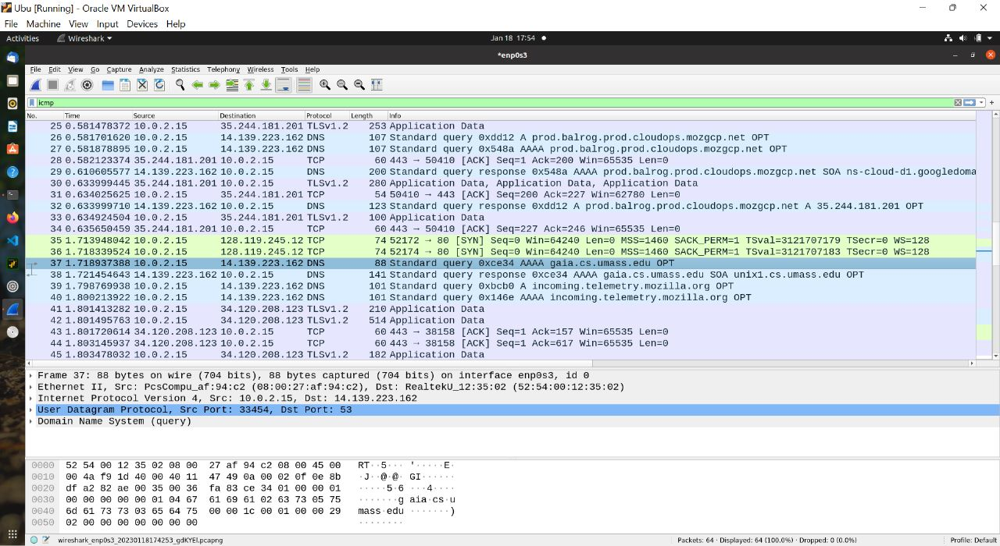 Ubu [Running] - Oracle VM VirtualBox
File Machine View Input Devices Help
Activities Wireshark Jan 18 17:54
*enp0s3
File Edit View Go Capture Analyze Statistics Telephony Wireless Tools Help
icmp
No. Time Source Destination Protocol Length Info
25 0.581478372 10.0.2.15 35.244.181.201 TLSv1.2 253 Application Data
26 0.581701620 10.0.2.15 14.139.223.162 DNS 107 Standard query 0xdd12 A prod.balrog.prod.cloudops.mozgcp.net OPT
27 0.581878895 10.0.2.15 14.139.223.162 DNS 107 Standard query 0x548a AAAA prod.balrog.prod.cloudops.mozgcp.net OPT
28 0.582123374 35.244.181.201 10.0.2.15 TCP 60 443 → 50410 [ACK] Seq=1 Ack=200 Win=65535 Len=0
29 0.610605577 14.139.223.162 10.0.2.15 DNS 200 Standard query response 0x548a AAAA prod.balrog.prod.cloudops.mozgcp.net SOA ns-cloud-d1.googledoma
30 0.633999445 35.244.181.201 10.0.2.15 TLSv1.2 280 Application Data, Application Data, Application Data
31 0.634025625 10.0.2.15 35.244.181.201 TCP 54 50410 → 443 [ACK] Seq=200 Ack=227 Win=62780 Len=0
32 0.633999710 14.139.223.162 10.0.2.15 DNS 123 Standard query response 0xdd12 A prod.balrog.prod.cloudops.mozgcp.net A 35.244.181.201 OPT
33 0.634924504 10.0.2.15 35.244.181.201 TLSv1.2 100 Application Data
34 0.635650459 35.244.181.201 10.0.2.15 TCP 60 443 → 50410 [ACK] Seq=227 Ack=246 Win=65535 Len=0
35 1.713948042 10.0.2.15 128.119.245.12 TCP 74 52172 → 80 [SYN] Seq=0 Win=64240 Len=0 MSS=1460 SACK_PERM=1 TSval=3121707179 TSecr=0 WS=128
36 1.718339524 10.0.2.15 128.119.245.12 TCP 74 52174 → 80 [SYN] Seq=0 Win=64240 Len=0 MSS=1460 SACK_PERM=1 TSval=3121707183 TSecr=0 WS=128
37 1.718937388 10.0.2.15 14.139.223.162 DNS 88 Standard query 0xce34 AAAA gaia.cs.umass.edu OPT
38 1.721454643 14.139.223.162 10.0.2.15 DNS 141 Standard query response 0xce34 AAAA gaia.cs.umass.edu SOA unix1.cs.umass.edu OPT
39 1.798769938 10.0.2.15 14.139.223.162 DNS 101 Standard query 0xbcb0 A incoming.telemetry.mozilla.org OPT
40 1.800213922 10.0.2.15 14.139.223.162 DNS 101 Standard query 0x146e AAAA incoming.telemetry.mozilla.org OPT
41 1.801413282 10.0.2.15 34.120.208.123 TLSv1.2 210 Application Data
42 1.801495763 10.0.2.15 34.120.208.123 TLSv1.2 514 Application Data
43 1.801720614 34.120.208.123 10.0.2.15 TCP 60 443 → 38158 [ACK] Seq=1 Ack=157 Win=65535 Len=0
44 1.803145937 34.120.208.123 10.0.2.15 TCP 60 443 → 38158 [ACK] Seq=1 Ack=617 Win=65535 Len=0
45 1.803478032 10.0.2.15 34.120.208.123 TLSv1.2 182 Application Data
Frame 37: 88 bytes on wire (704 bits), 88 bytes captured (704 bits) on interface enp0s3, id 0
Ethernet II, Src: PcsCompu_af:94:c2 (08:00:27:af:94:c2), Dst: RealtekU_12:35:02 (52:54:00:12:35:02)
Internet Protocol Version 4, Src: 10.0.2.15, Dst: 14.139.223.162
User Datagram Protocol, Src Port: 33454, Dst Port: 53
Domain Name System (query)
0000 52 54 00 12 35 02 08 00 27 af 94 c2 08 00 45 00 RT··5··· '·····E·
0010 00 4a f9 1d 40 00 40 11 47 49 0a 00 02 0f 0e 8b ·J··@·@· GI······
0020 df a2 82 ae 00 35 00 36 fa 83 ce 34 01 00 00 01 ·····5·6 ···4····
0030 00 00 00 00 00 01 04 67 61 69 61 02 63 73 05 75 ·······g aia·cs·u
0040 6d 61 73 73 03 65 64 75 00 00 1c 00 01 00 00 29 mass·edu ·······)
0050 02 00 00 00 00 00 00 00 ········
wireshark_enp0s3_20230118174253_gdKYEl.pcapng Packets: 64 · Displayed: 64 (100.0%) · Dropped: 0 (0.0%) Profile: Default